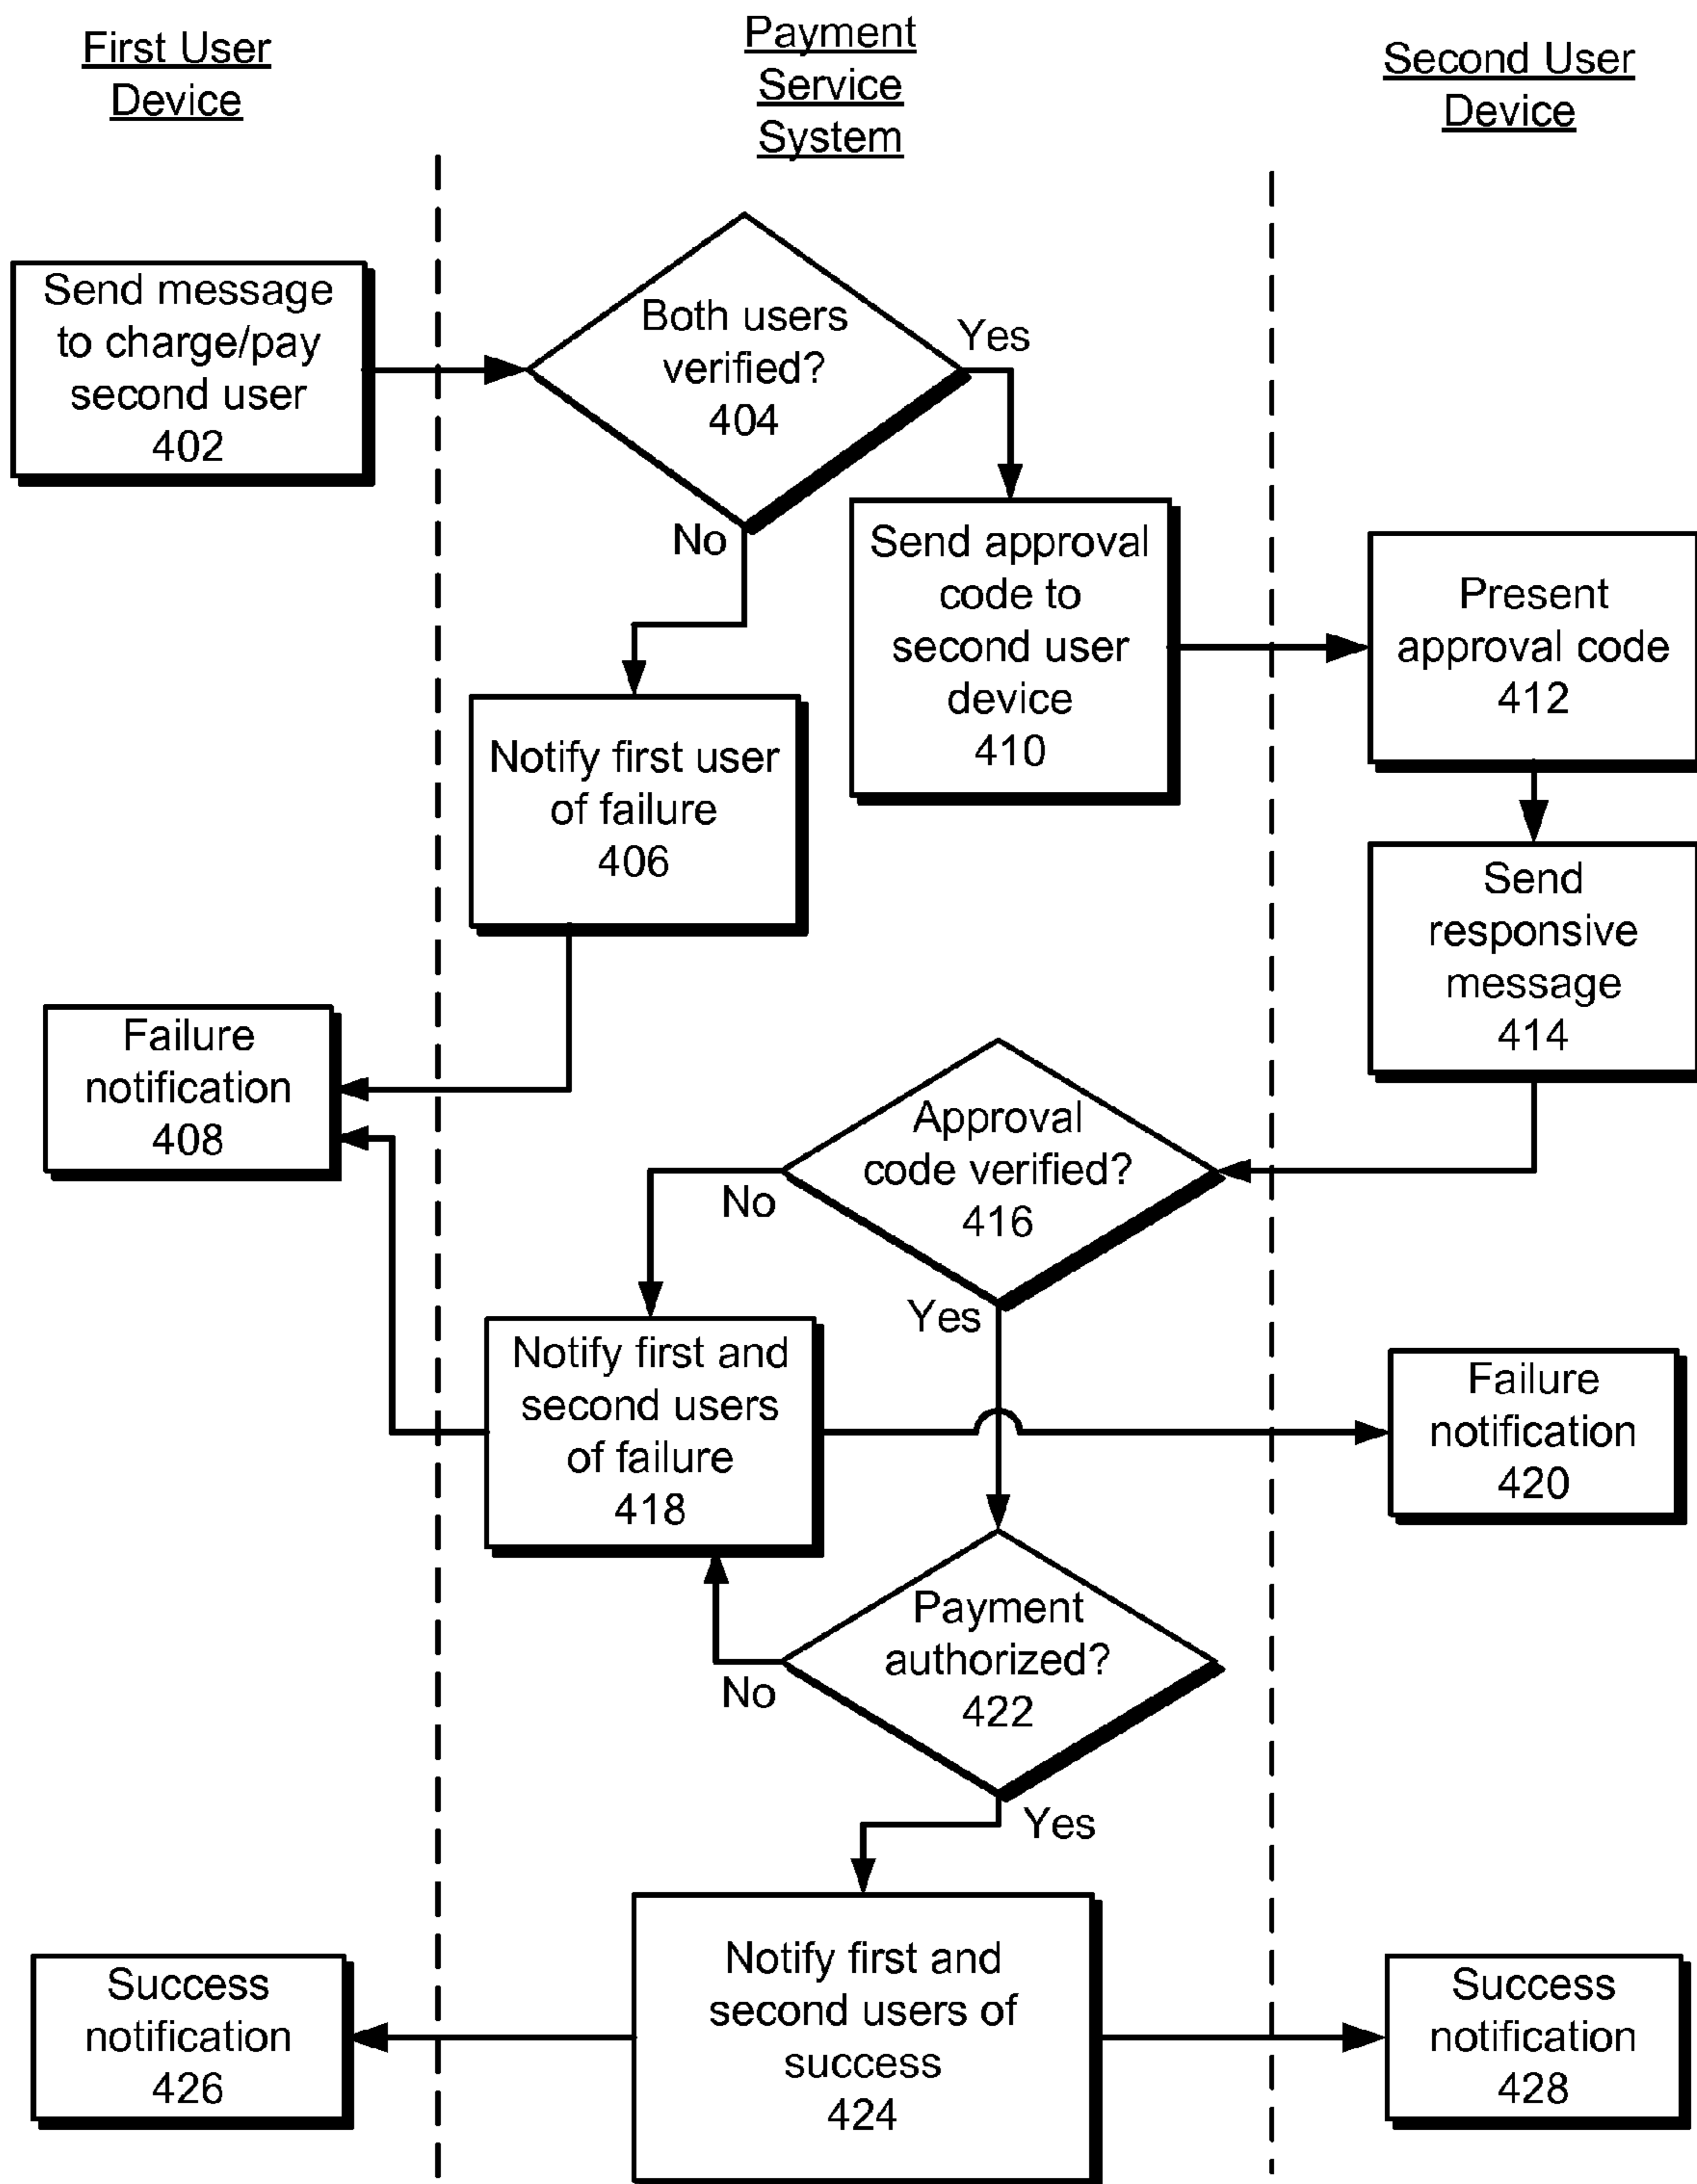 First User
Device
Payment
Service
System
Second User
Device
Send message
to charge/pay
second user
402
Both users
verified?
404
Yes
No
Send approval
code to
second user
device
410
Present
approval code
412
Notify first user
of failure
406
Send
responsive
message
414
Failure
notification
408
Approval
code verified?
416
No
Yes
Notify first and
second users
of failure
418
Failure
notification
420
Payment
authorized?
422
No
Yes
Success
notification
426
Notify first and
second users of
success
424
Success
notification
428